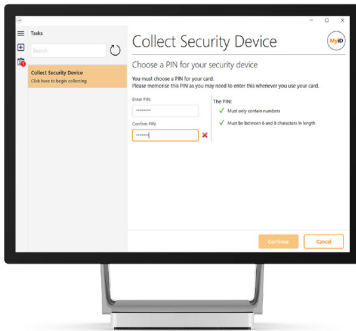 Tasks
Search
Collect Security Device
Click here to begin collecting
Collect Security Device
MyID
Choose a PIN for your security device
You must choose a PIN for your card.
Please memorise this PIN as you may need to enter this whenever you use your card.
Enter PIN:
Confirm PIN:
The PIN:
Must only contain numbers
Must be between 6 and 8 characters in length
Continue
Cancel